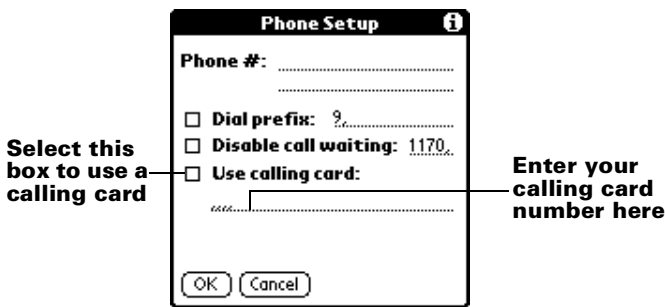 Phone Setup i
Phone #:
Dial prefix: 9,
Disable call waiting: 1170,
Use calling card:
,,,,
OK Cancel
Select this
box to use a
calling card
Enter your
calling card
number here